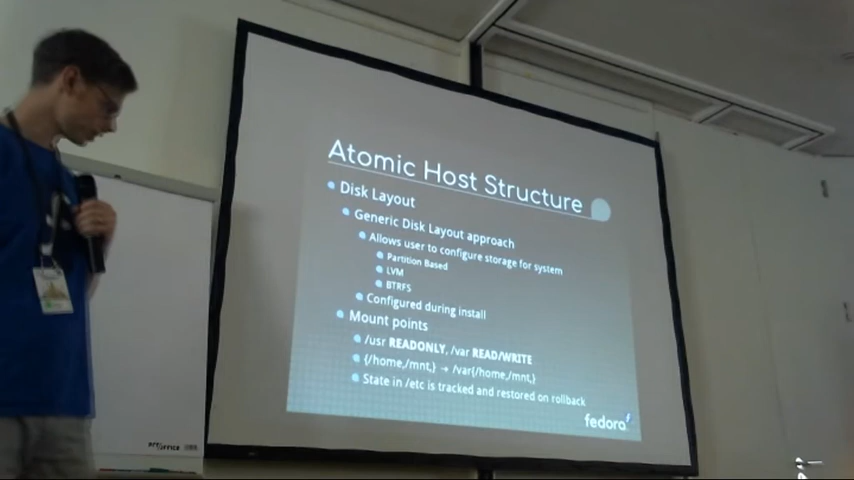 Atomic Host Structure
Disk Layout
Generic Disk Layout approach
Allows user to configure storage for system
Partition Based
LVM
BTRFS
Configured during install
Mount points
/usr READONLY, /var READ/WRITE
{/home,/mnt,} → /var{/home,/mnt,}
State in /etc is tracked and restored on rollback
fedora